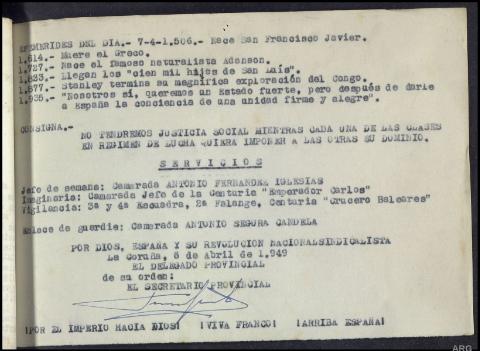 EFEMERIDES DEL DIA.- 7-4-1.506.- Nace San Francisco Javier.
1.614.- Muere el Greco.
1.727.- Nace el famoso naturalista Adanson.
1.823.- Llegan los "cien mil hijos de San Luis".
1.877.- Stanley termina su magnifica exploración del Congo.
1.935.- "Nosotros si, queremos un Estado fuerte, pero después de darle
a España la conciencia de una unidad firme y alegre".
CONSIGNA.-
NO TENDREMOS JUSTICIA SOCIAL MIENTRAS CADA UNA DE LAS CLASES
EN REGIMEN DE LUCHA QUIERA IMPONER A LAS OTRAS SU DOMINIO.
S E R V I C I O S
Jefe de semana: Camarada ANTONIO FERNANDEZ IGLESIAS
Imaginaria: Camarada Jefe de la Centuria "Emperador Carlos"
Vigilancia: 3ª y 4ª Escuadra, 2ª Falange, Centuria "Crucero Baleares"
Enlace de guardia: Camarada ANTONIO SEGURA CANDELA
POR DIOS, ESPAÑA Y SU REVOLUCION NACIONALSINDICALISTA
La Coruña, 6 de Abril de 1.949
EL DELEGADO PROVINCIAL
de su orden:
EL SECRETARIO PROVINCIAL
¡POR EL IMPERIO HACIA DIOS! ¡VIVA FRANCO! ¡ARRIBA ESPAÑA!
ARG